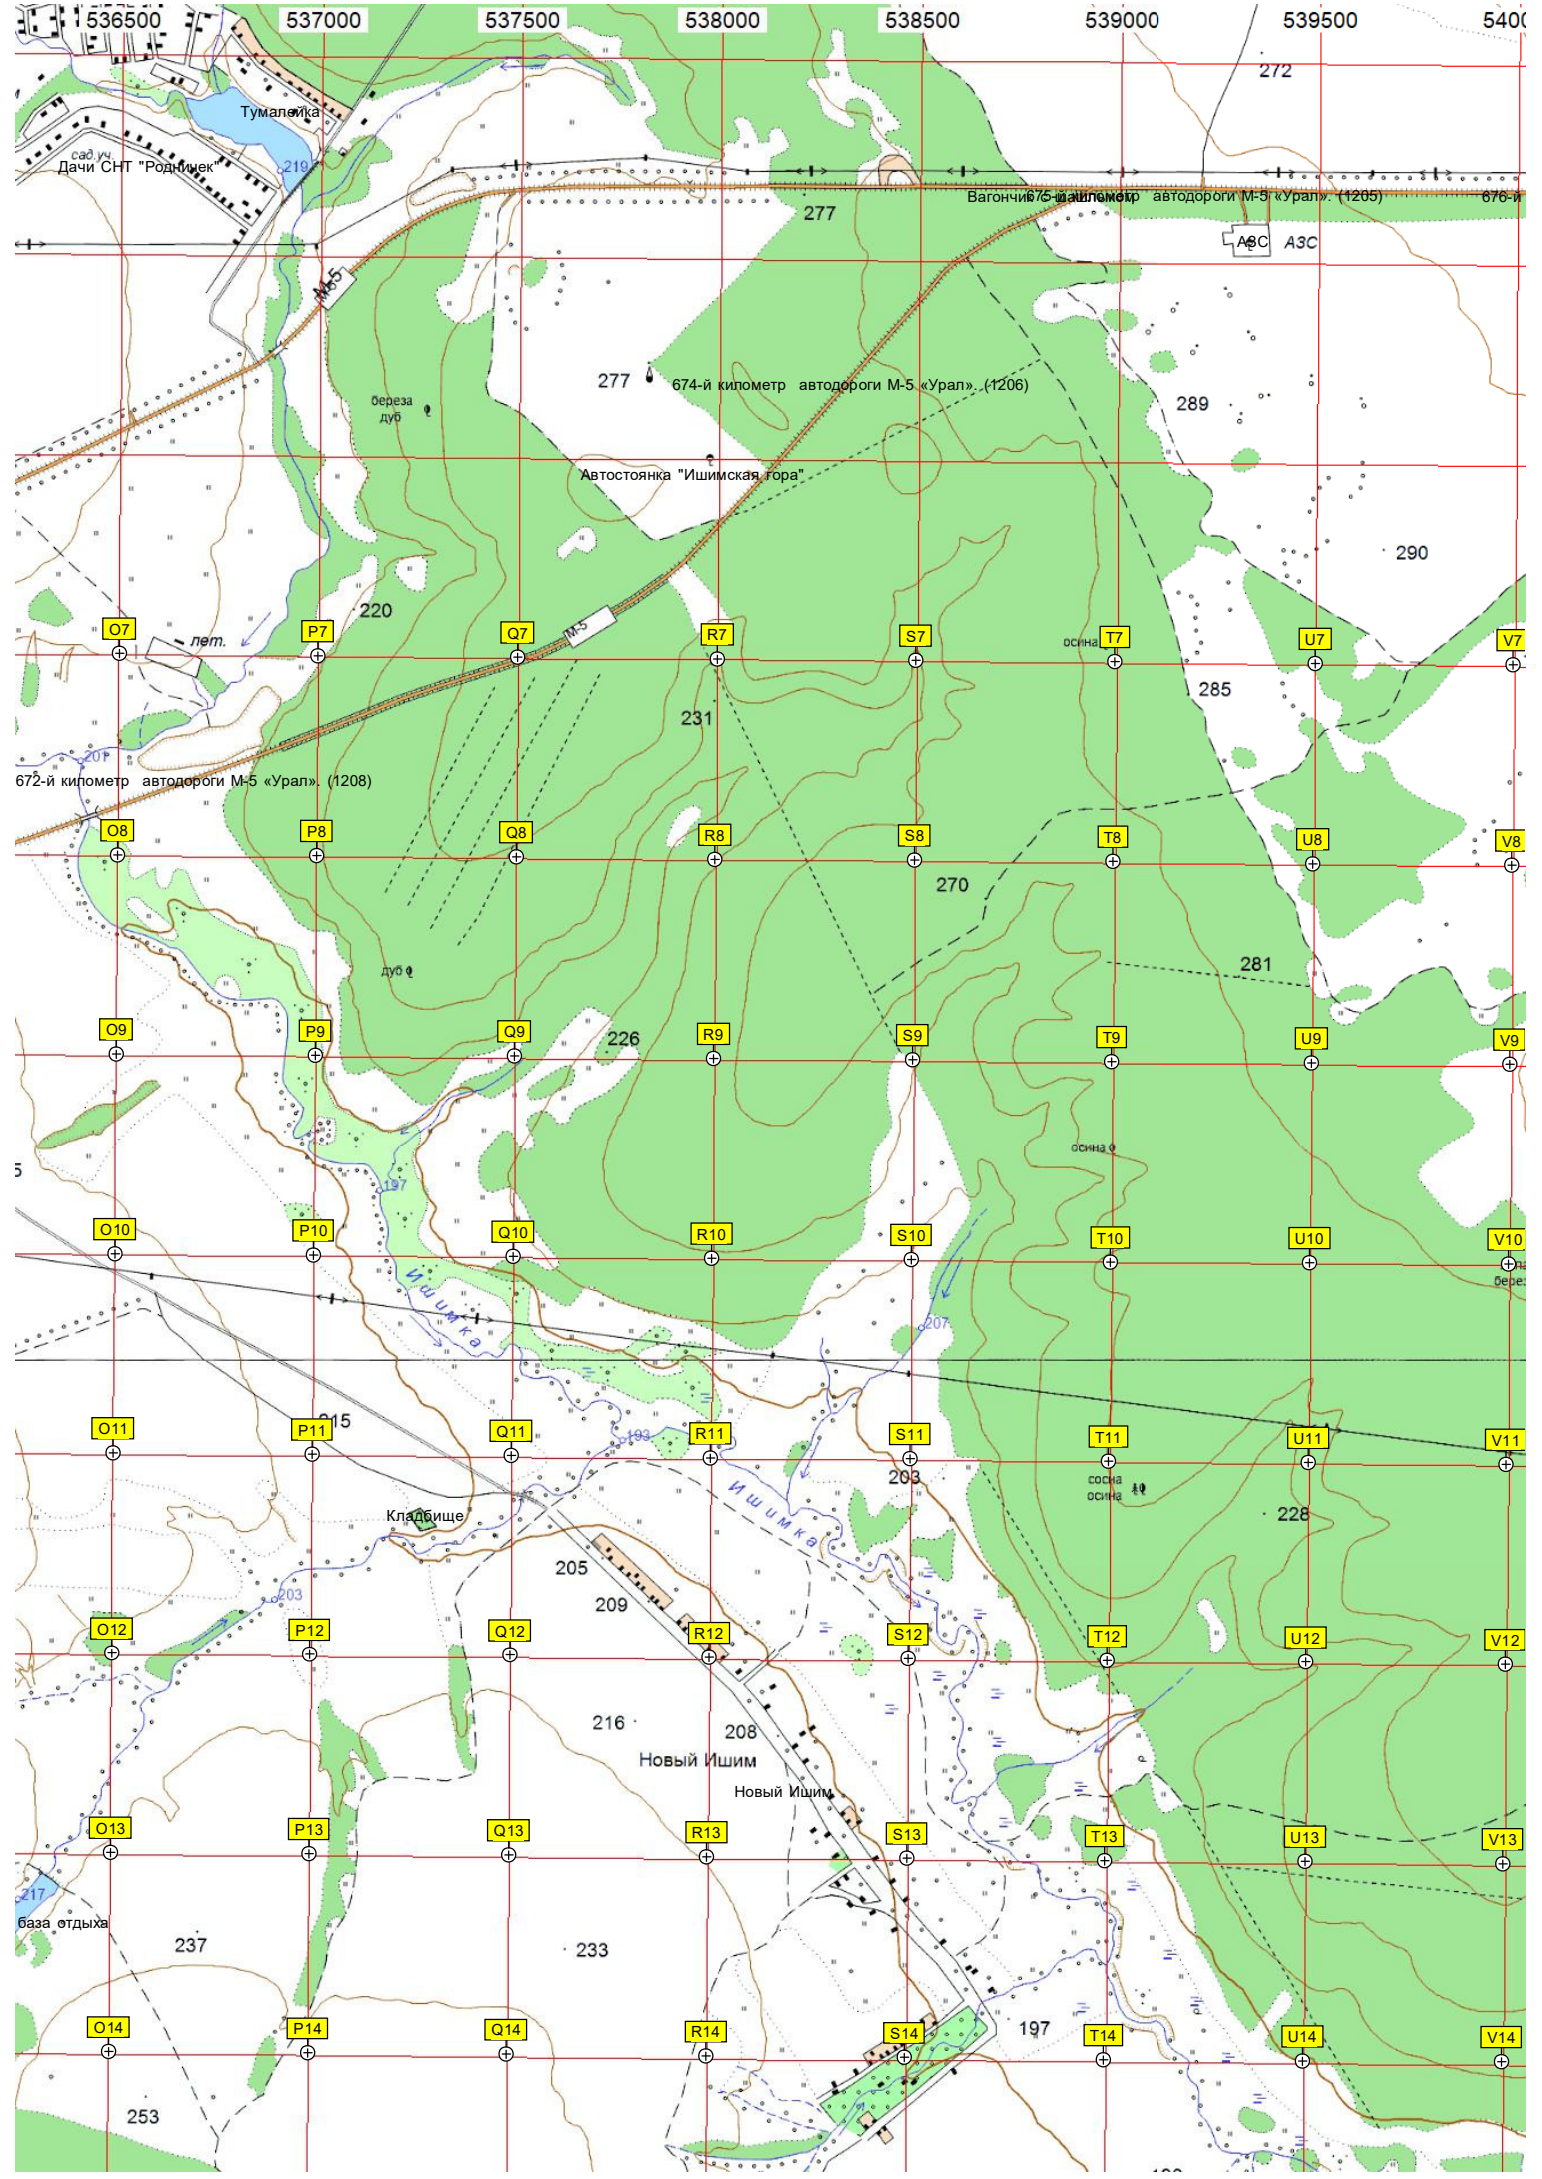 536500 537000 537500 538000 538500 539000 539500 5400
272
Тумалейка
сад.уч.
Дачи СНТ "Родничек"
219
277
675-й километр автодороги М-5 «Урал». (1205)
676-й
АЗС АЗС
М-5
277
674-й километр автодороги М-5 «Урал». (1206)
289
береза
дуб
Автостоянка "Ишимская гора"
290
220
O7 P7 Q7 R7 S7 T7 U7 V7
лет.
М-5
осина
285
231
201
672-й километр автодороги М-5 «Урал». (1208)
O8 P8 Q8 R8 S8 T8 U8 V8
270
281
дуб
O9 P9 Q9 R9 S9 T9 U9 V9
226
осина
5
197
O10 P10 Q10 R10 S10 T10 U10 V10
берез
Ишимка
207
215
O11 P11 Q11 R11 S11 T11 U11 V11
193
203
сосна
осина
Ишимка
228
Кладбище
205
203
209
O12 P12 Q12 R12 S12 T12 U12 V12
216
208
Новый Ишим
Новый Ишим
O13 P13 Q13 R13 S13 T13 U13 V13
217
база отдыха
237
233
O14 P14 Q14 R14 S14 T14 U14 V14
197
253